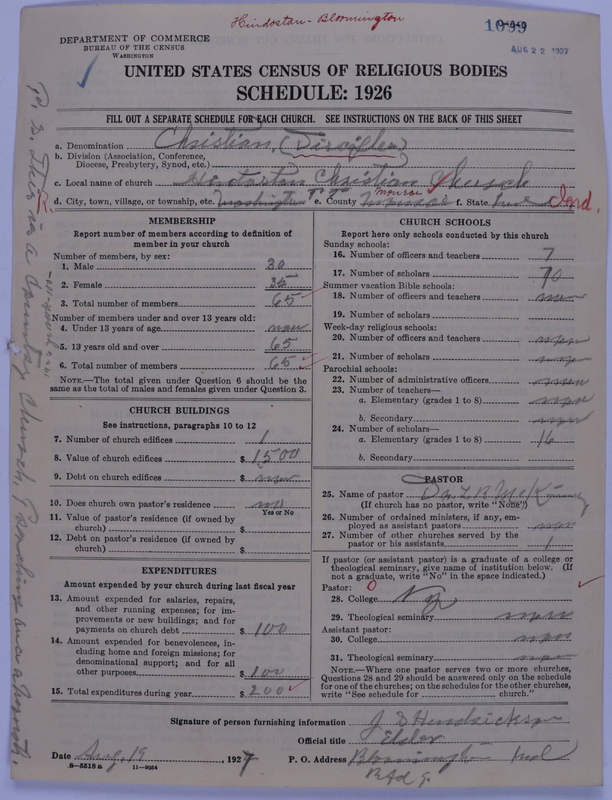 Hindostan - Bloomington
1099
AUG 22 1927
DEPARTMENT OF COMMERCE
BUREAU OF THE CENSUS
WASHINGTON
UNITED STATES CENSUS OF RELIGIOUS BODIES
SCHEDULE: 1926
FILL OUT A SEPARATE SCHEDULE FOR EACH CHURCH. SEE INSTRUCTIONS ON THE BACK OF THIS SHEET
a. Denomination Christian, (Disciples)
b. Division (Association, Conference,
Diocese, Presbytery, Synod, etc.)
c. Local name of church Hindostan Christian Church
d. City, town, village, or township, etc. Washington e. County Monroe f. State Ind.
MEMBERSHIP
Report number of members according to definition of
member in your church
Number of members, by sex:
1. Male 30
2. Female 35
3. Total number of members 65
Number of members under and over 13 years old:
4. Under 13 years of age none
5. 13 years old and over 65
6. Total number of members 65
NOTE.—The total given under Question 6 should be
same as the total of males and females given under Question 3.
CHURCH BUILDINGS
See instructions, paragraphs 10 to 12
7. Number of church edifices 1
8. Value of church edifices $ 1500
9. Debt on church edifices $ none
10. Does church own pastor's residence no
Yes or No
11. Value of pastor's residence (if owned by
church) $
12. Debt on pastor's residence (if owned by
church) $
EXPENDITURES
Amount expended by your church during last fiscal year
13. Amount expended for salaries, repairs,
and other running expenses; for im-
provements or new buildings; and for
payments on church debt $ 100
14. Amount expended for benevolences, in-
cluding home and foreign missions; for
denominational support; and for all
other purposes $ 100
15. Total expenditures during year $ 200
CHURCH SCHOOLS
Report here only schools conducted by this church
Sunday schools:
16. Number of officers and teachers 7
17. Number of scholars 70
Summer vacation Bible schools:
18. Number of officers and teachers none
19. Number of scholars
Week-day religious schools:
20. Number of officers and teachers none
21. Number of scholars none
Parochial schools:
22. Number of administrative officers none
23. Number of teachers—
a. Elementary (grades 1 to 8) none
b. Secondary none
24. Number of scholars—
a. Elementary (grades 1 to 8) 16
b. Secondary
PASTOR
25. Name of pastor
(If church has no pastor, write "None")
26. Number of ordained ministers, if any, em-
ployed as assistant pastors none
27. Number of other churches served by the
pastor or his assistants 1
If pastor (or assistant pastor) is a graduate of a college or
theological seminary, give name of institution below. (If
not a graduate, write "No" in the space indicated.)
Pastor: 0
28. College No
29. Theological seminary none
Assistant pastor:
30. College none
31. Theological seminary none
NOTE.—Where one pastor serves two or more churches,
Questions 28 and 29 should be answered only on the schedule
for one of the churches; on the schedules for the other churches,
write "See schedule for church."
Signature of person furnishing information J S Hendrickson
Official title Elder
Date Aug, 19, 1927 P. O. Address Bloomington Ind
R F d 9.
8—5518 a 11—9054
P. S. This is a Country Church Preaching